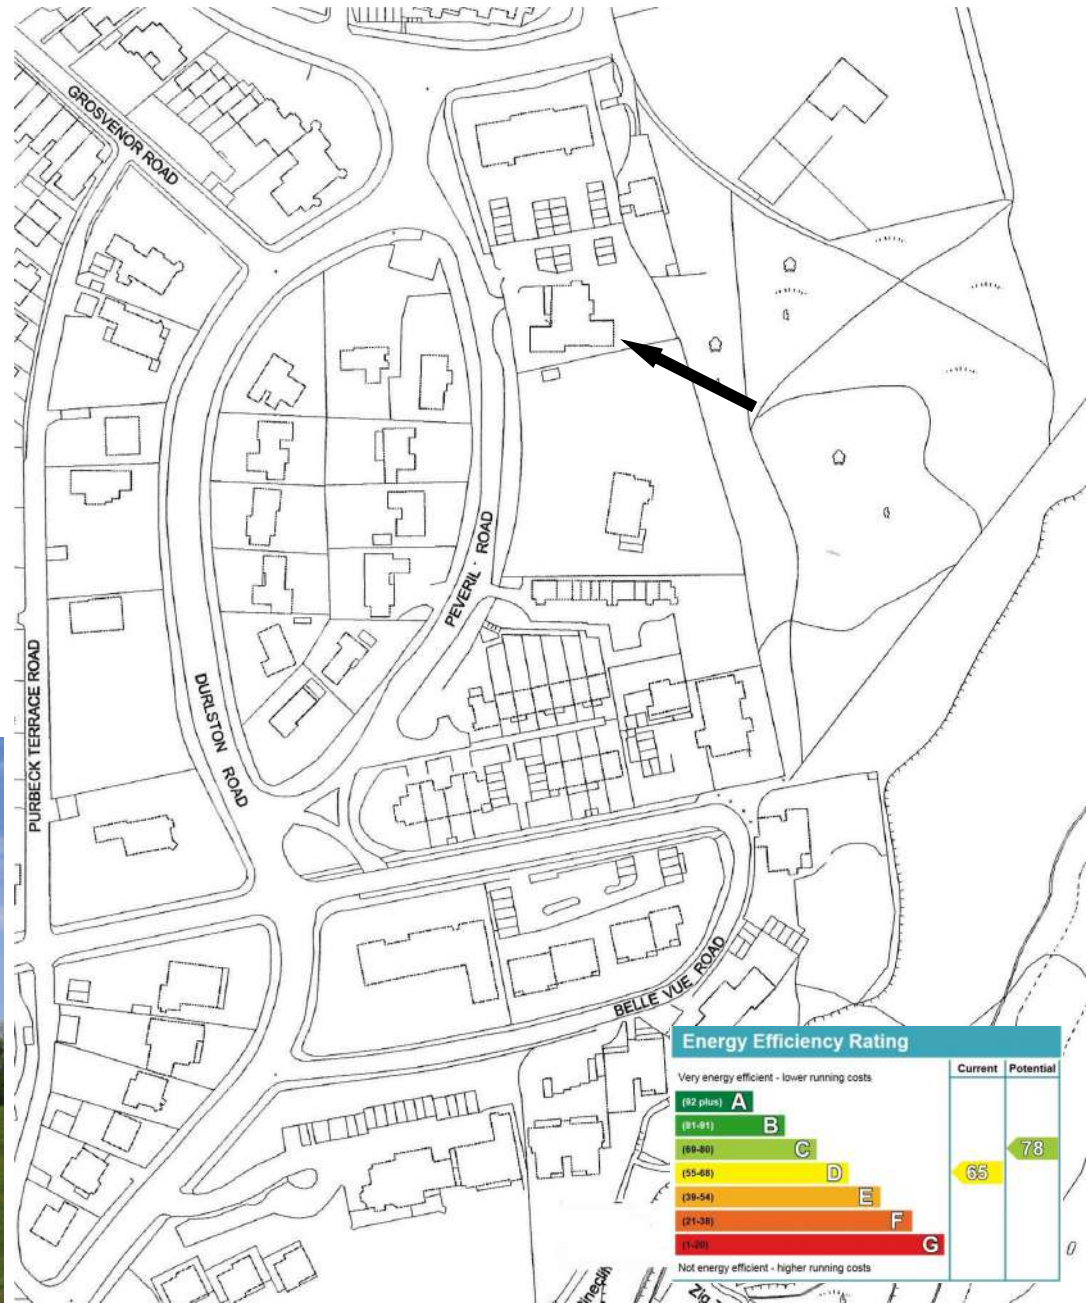 GROSVENOR ROAD
PEVERIL ROAD
PURBECK TERRACE ROAD
DURLSTON ROAD
BELLE VUE ROAD
Energy Efficiency Rating
Current Potential
Very energy efficient - lower running costs
(92 plus) A
(81-91) B
(69-80) C
78
(55-68) D
65
(39-54) E
(21-38) F
(1-20) G
Not energy efficient - higher running costs